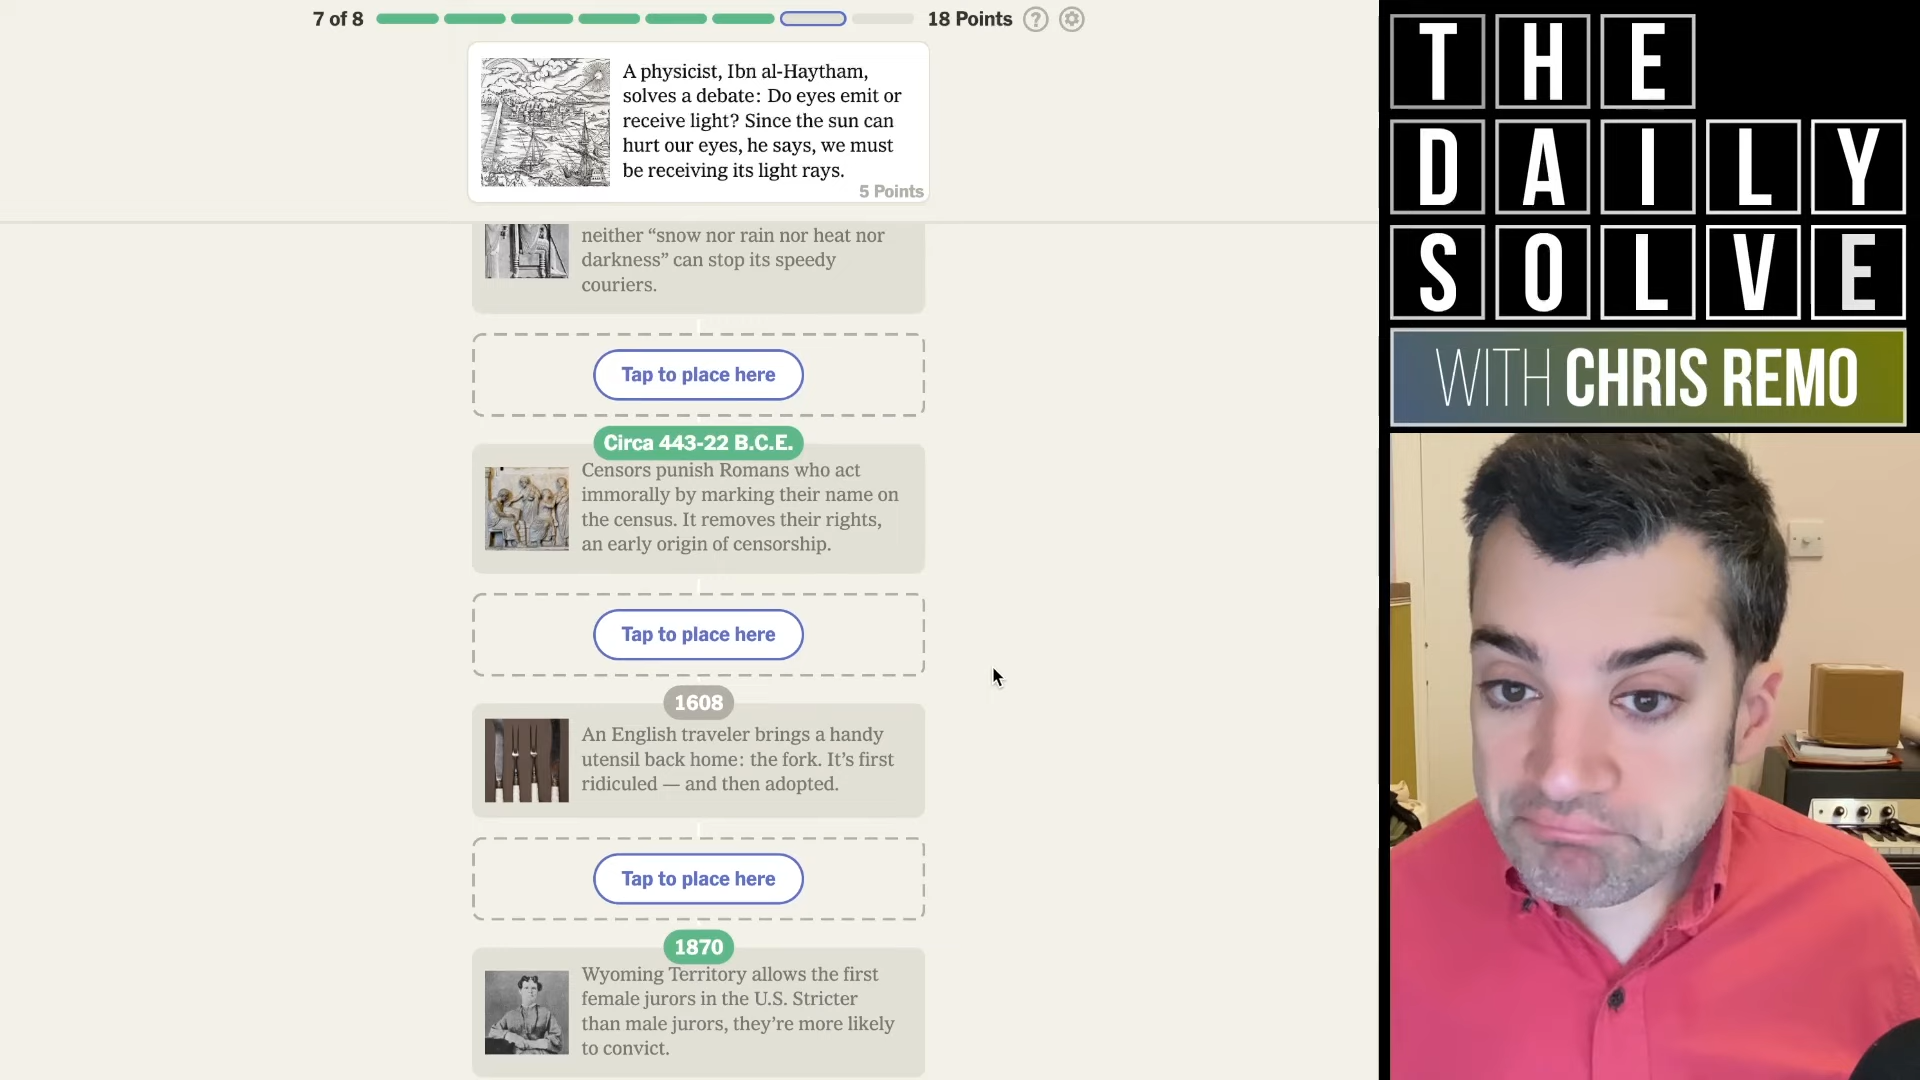 7 of 8
18 Points
?
A physicist, Ibn al-Haytham,
solves a debate: Do eyes emit or
receive light? Since the sun can
hurt our eyes, he says, we must
be receiving its light rays.
5 Points
neither “snow nor rain nor heat nor
darkness” can stop its speedy
couriers.
Tap to place here
Circa 443-22 B.C.E.
Censors punish Romans who act
immorally by marking their name on
the census. It removes their rights,
an early origin of censorship.
Tap to place here
1608
An English traveler brings a handy
utensil back home: the fork. It’s first
ridiculed — and then adopted.
Tap to place here
1870
Wyoming Territory allows the first
female jurors in the U.S. Stricter
than male jurors, they’re more likely
to convict.
THE
DAILY
SOLVE
WITH CHRIS REMO